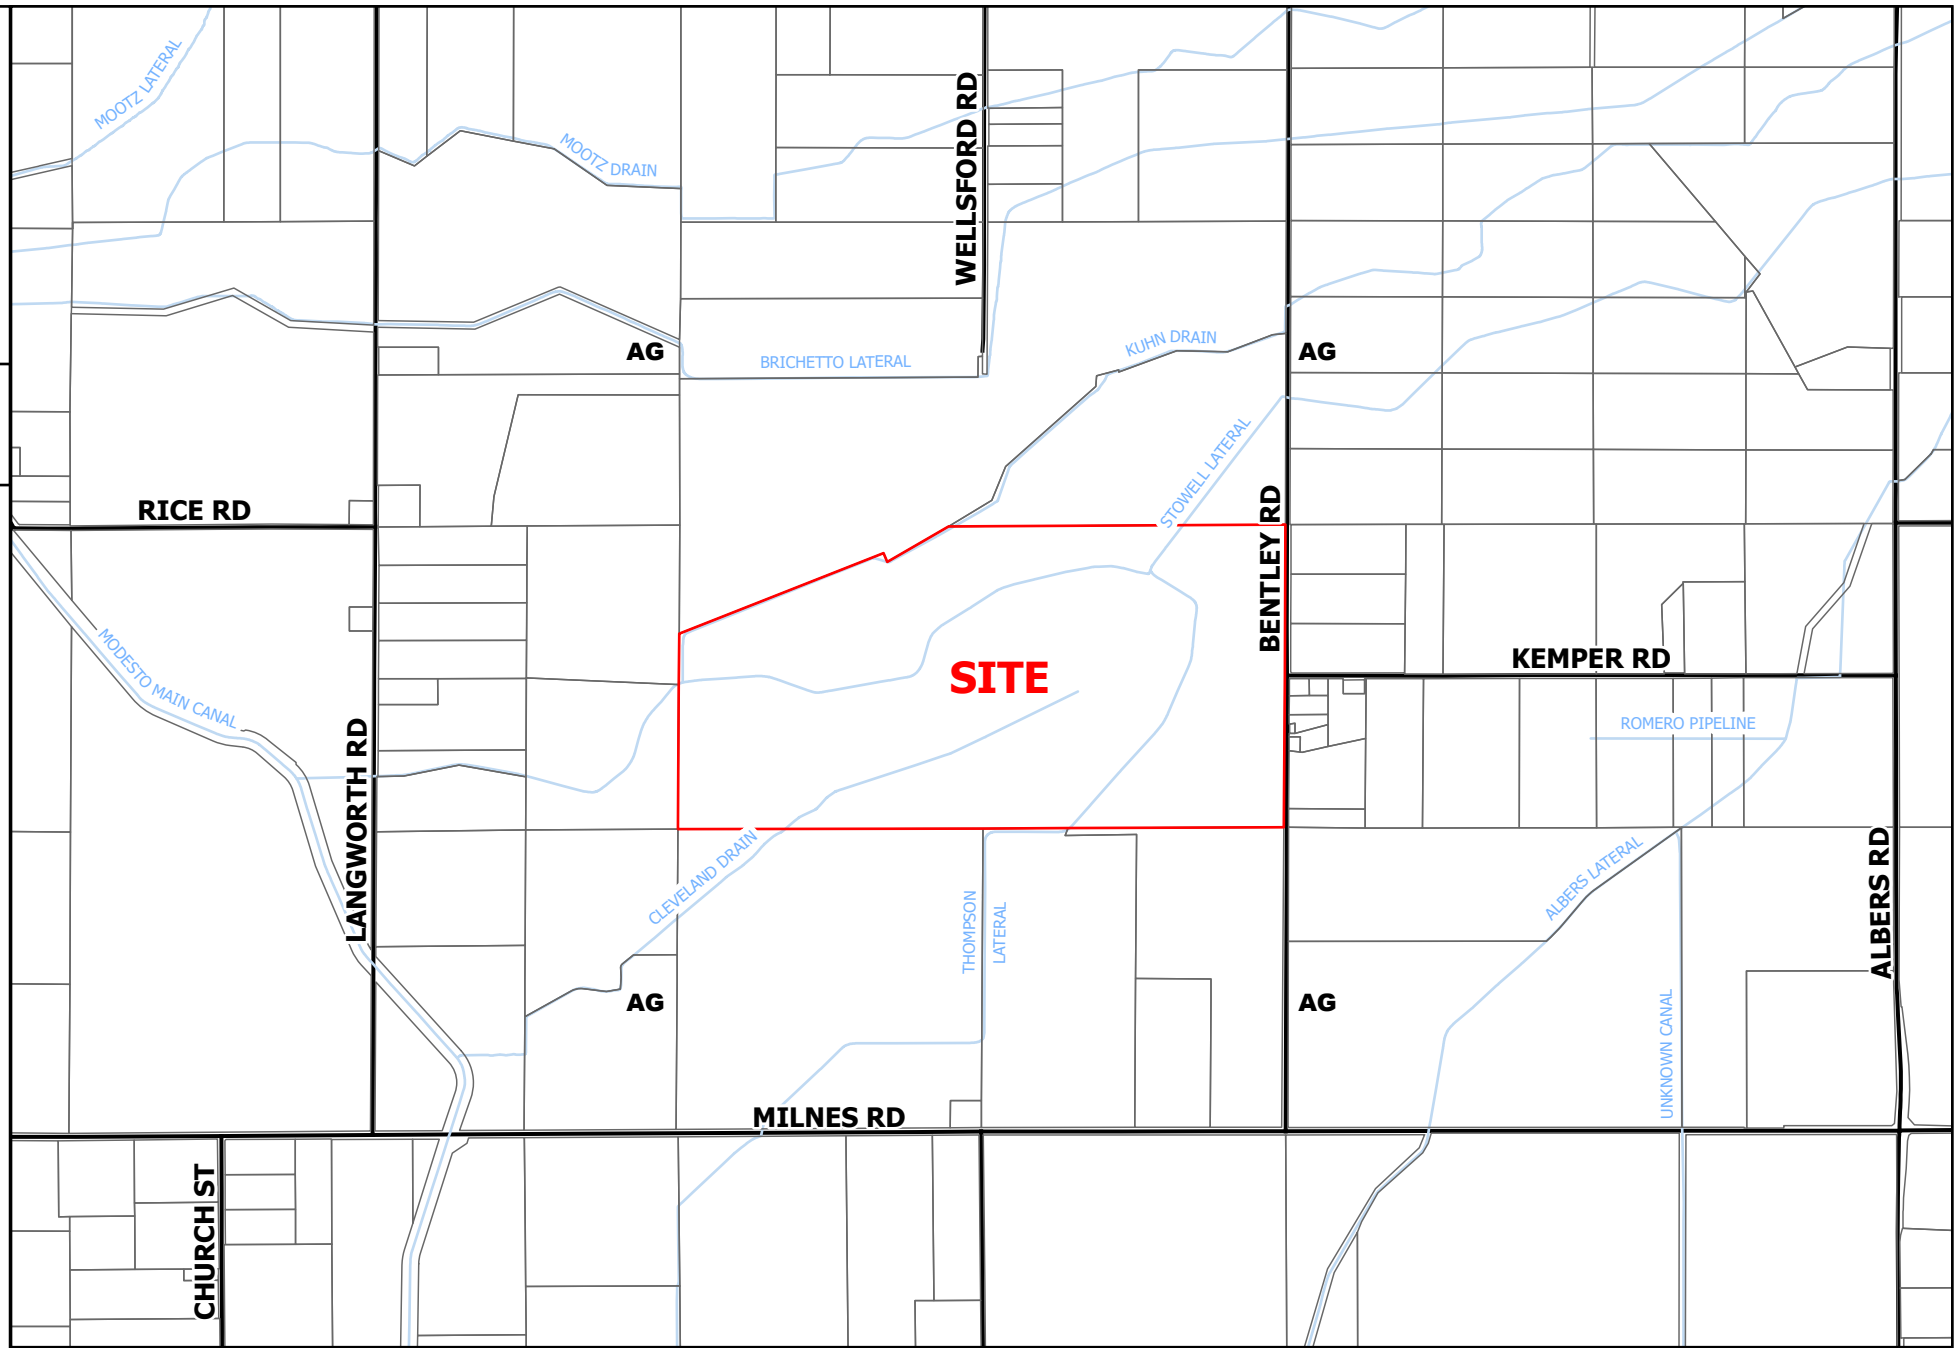 MOOTZ LATERAL
MOOTZ DRAIN
WELLSFORD RD
KUHN DRAIN
AG
AG
BRICHETTO LATERAL
STOWELL LATERAL
RICE RD
BENTLEY RD
MODESTO MAIN CANAL
SITE
KEMPER RD
ROMERO PIPELINE
LANGWORTH RD
CLEVELAND DRAIN
THOMPSON
LATERAL
ALBERS LATERAL
ALBERS RD
AG
AG
UNKNOWN CANAL
MILNES RD
CHURCH ST